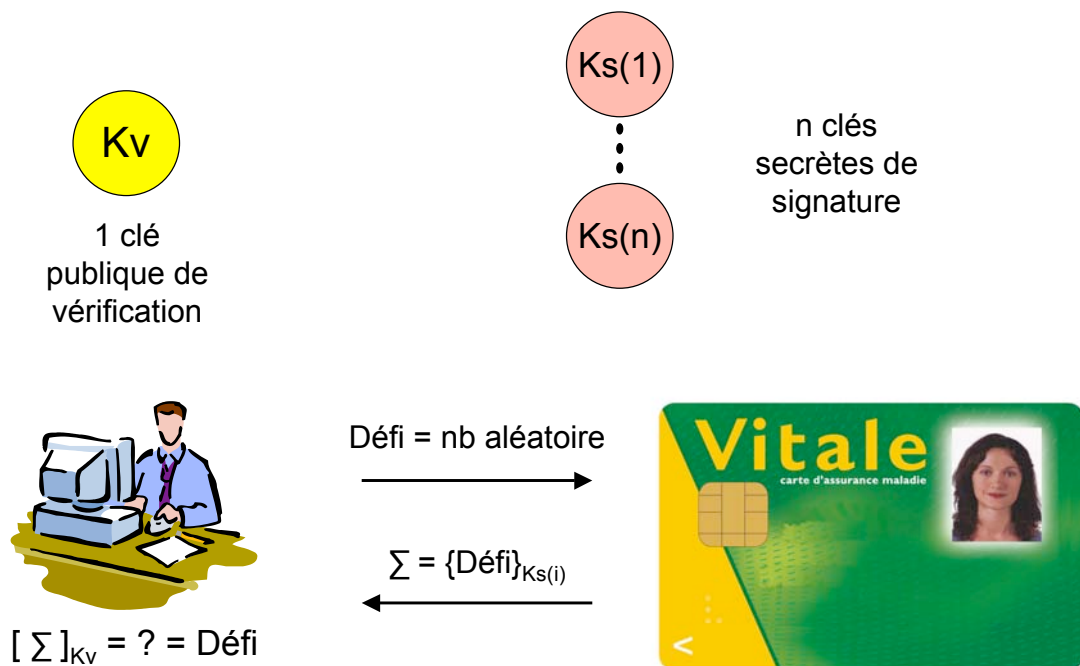 Ks(1)
Kv
n clés
secrètes de
signature
Ks(n)
1 clé
publique de
vérification
Défi = nb aléatoire
Vitale
carte d'assurance maladie
∑ = {Défi}Ks(i)
[ ∑ ]Kv = ? = Défi
<